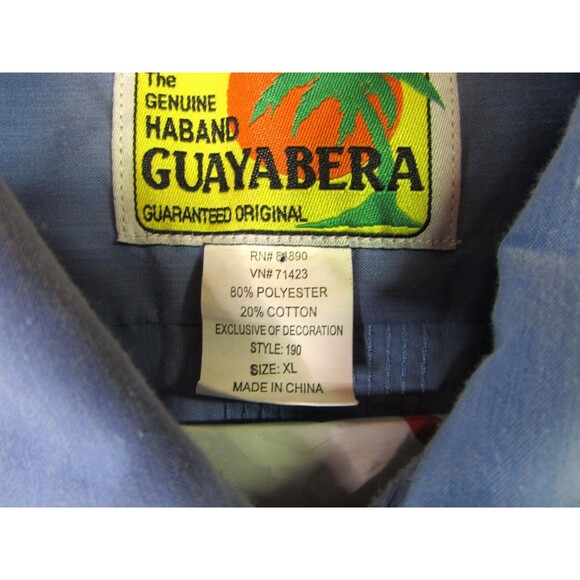 The
GENUINE
HABAND
GUAYABERA
GUARANTEED ORIGINAL
RN# 81890
VN# 71423
80% POLYESTER
20% COTTON
EXCLUSIVE OF DECORATION
STYLE: 190
SIZE: XL
MADE IN CHINA